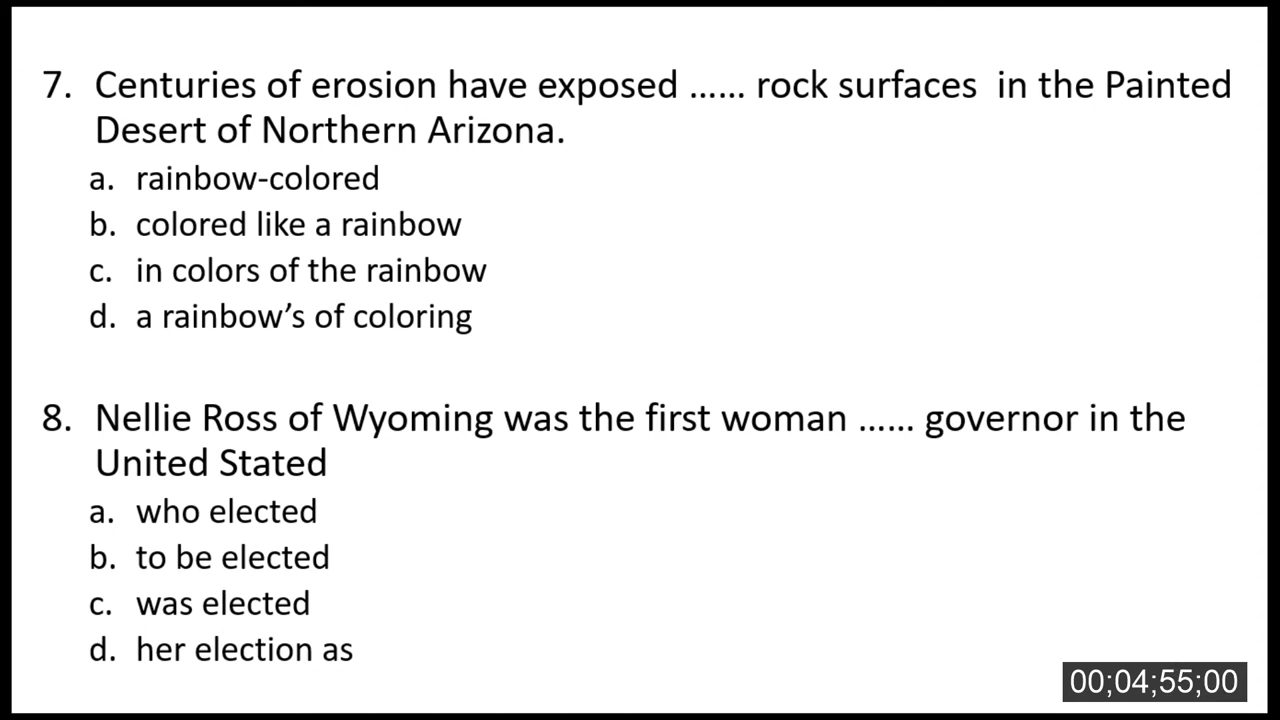 7. Centuries of erosion have exposed ...... rock surfaces in the Painted
Desert of Northern Arizona.
a. rainbow-colored
b. colored like a rainbow
c. in colors of the rainbow
d. a rainbow’s of coloring
8. Nellie Ross of Wyoming was the first woman ...... governor in the
United Stated
a. who elected
b. to be elected
c. was elected
d. her election as
00;04;55;00